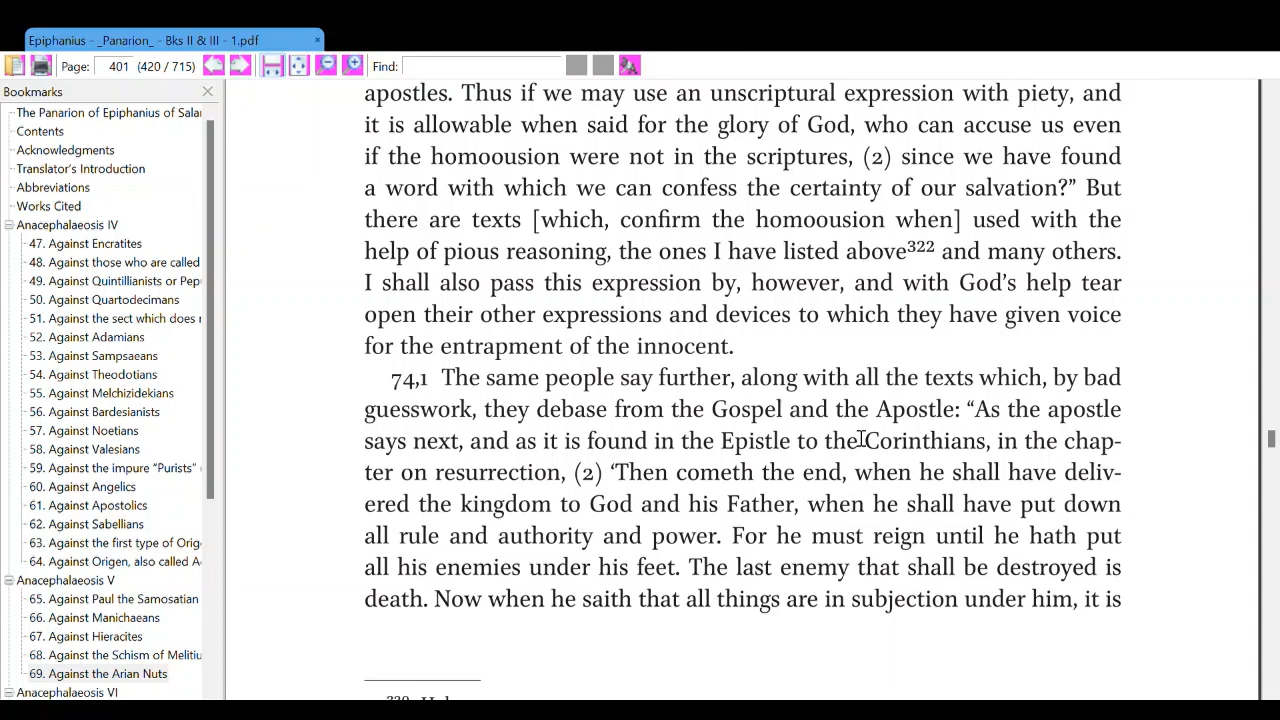 Epiphanius - _Panarion_ - Bks II & III - 1.pdf ×
Page: 401 (420 / 715) Find:
Bookmarks
The Panarion of Epiphanius of Sala
Contents
Acknowledgments
Translator's Introduction
Abbreviations
Works Cited
Anacephalaeosis IV
47. Against Encratites
48. Against those who are called
49. Against Quintillianists or Pep
50. Against Quartodecimans
51. Against the sect which does n
52. Against Adamians
53. Against Sampsaeans
54. Against Theodotians
55. Against Melchizidekians
56. Against Bardesianists
57. Against Noetians
58. Against Valesians
59. Against the impure "Purists" (
60. Against Angelics
61. Against Apostolics
62. Against Sabellians
63. Against the first type of Orig
64. Against Origen, also called A
Anacephalaeosis V
65. Against Paul the Samosatian
66. Against Manichaeans
67. Against Hieracites
68. Against the Schism of Melitiu
69. Against the Arian Nuts
Anacephalaeosis VI
apostles. Thus if we may use an unscriptural expression with piety, and
it is allowable when said for the glory of God, who can accuse us even
if the homoousion were not in the scriptures, (2) since we have found
a word with which we can confess the certainty of our salvation?” But
there are texts [which, confirm the homoousion when] used with the
help of pious reasoning, the ones I have listed above³²² and many others.
I shall also pass this expression by, however, and with God’s help tear
open their other expressions and devices to which they have given voice
for the entrapment of the innocent.
74,1 The same people say further, along with all the texts which, by bad
guesswork, they debase from the Gospel and the Apostle: “As the apostle
says next, and as it is found in the Epistle to the Corinthians, in the chap-
ter on resurrection, (2) ‘Then cometh the end, when he shall have deliv-
ered the kingdom to God and his Father, when he shall have put down
all rule and authority and power. For he must reign until he hath put
all his enemies under his feet. The last enemy that shall be destroyed is
death. Now when he saith that all things are in subjection under him, it is